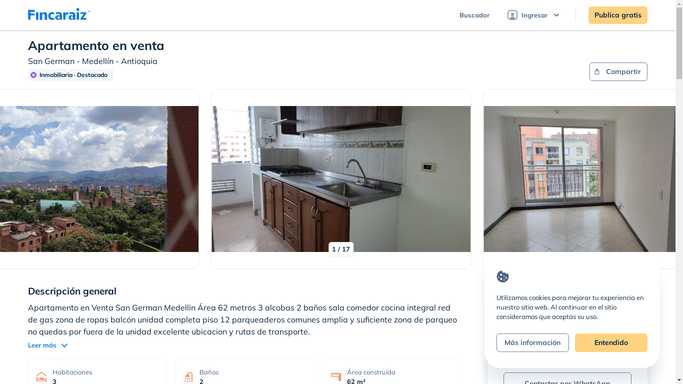 Fincaraiz
Buscador
Ingresar
Publica gratis
Apartamento en venta
San German - Medellín - Antioquia
Inmobiliaria · Destacado
Compartir
1 / 17
Descripción general
Apartamento en Venta San German Medellin Área 62 metros 3 alcobas 2 baños sala comedor cocina integral red
de gas zona de ropas balcón unidad completa piso 12 parqueaderos comunes amplia y suficiente zona de parqueo
no quedas por fuera de la unidad excelente ubicacion y rutas de transporte.
Leer más
Habitaciones
3
Baños
2
Área construida
62 m²
Utilizamos cookies para mejorar tu experiencia en
nuestro sitio web. Al continuar en el sitio
consideramos que aceptas su uso.
Más información
Entendido
Contactar por WhatsApp